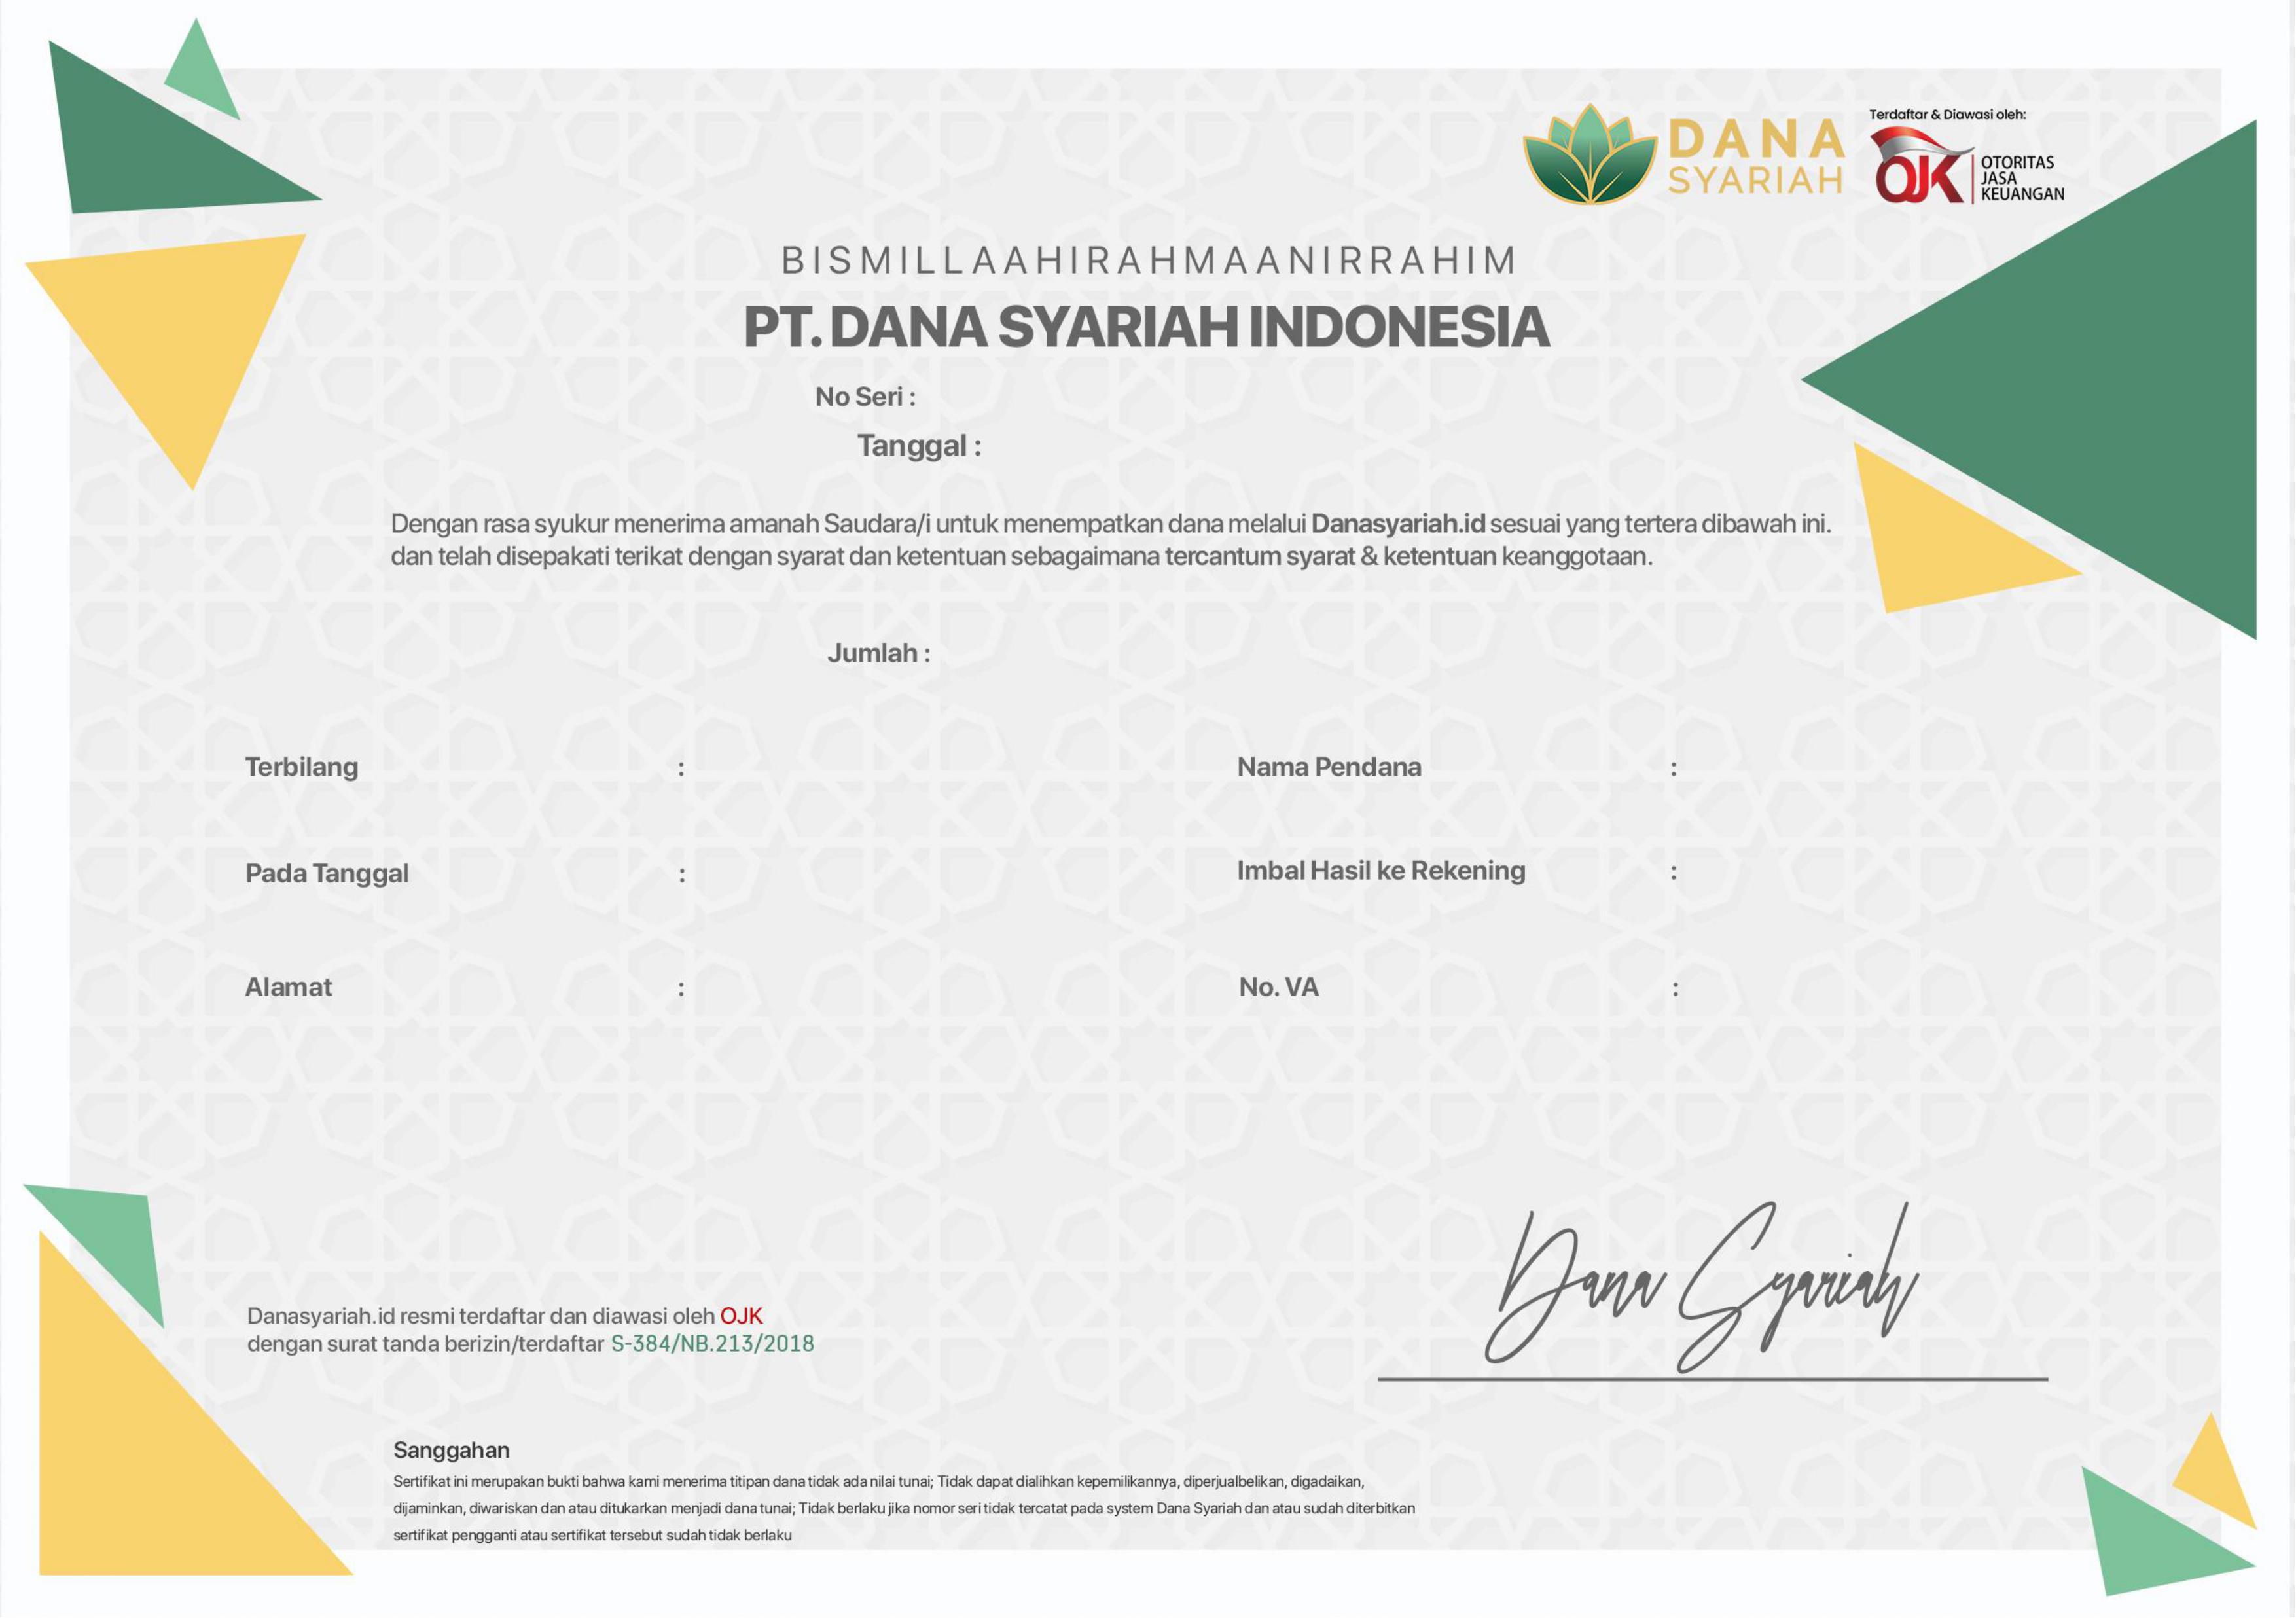 DANA
SYARIAH
Terdaftar & Diawasi oleh:
OJK
OTORITAS
JASA
KEUANGAN
BISMILLAAHIRAHMAANIRRAHIM
PT. DANA SYARIAH INDONESIA
No Seri :
Tanggal :
Dengan rasa syukur menerima amanah Saudara/i untuk menempatkan dana melalui Danasyariah.id sesuai yang tertera dibawah ini.
dan telah disepakati terikat dengan syarat dan ketentuan sebagaimana tercantum syarat & ketentuan keanggotaan.
Jumlah :
Terbilang :
Nama Pendana :
Pada Tanggal :
Imbal Hasil ke Rekening :
Alamat :
No. VA :
Dana Syariah
Danasyariah.id resmi terdaftar dan diawasi oleh OJK
dengan surat tanda berizin/terdaftar S-384/NB.213/2018
Sanggahan
Sertifikat ini merupakan bukti bahwa kami menerima titipan dana tidak ada nilai tunai; Tidak dapat dialihkan kepemilikannya, diperjualbelikan, digadaikan,
dijaminkan, diwariskan dan atau ditukarkan menjadi dana tunai; Tidak berlaku jika nomor seri tidak tercatat pada system Dana Syariah dan atau sudah diterbitkan
sertifikat pengganti atau sertifikat tersebut sudah tidak berlaku